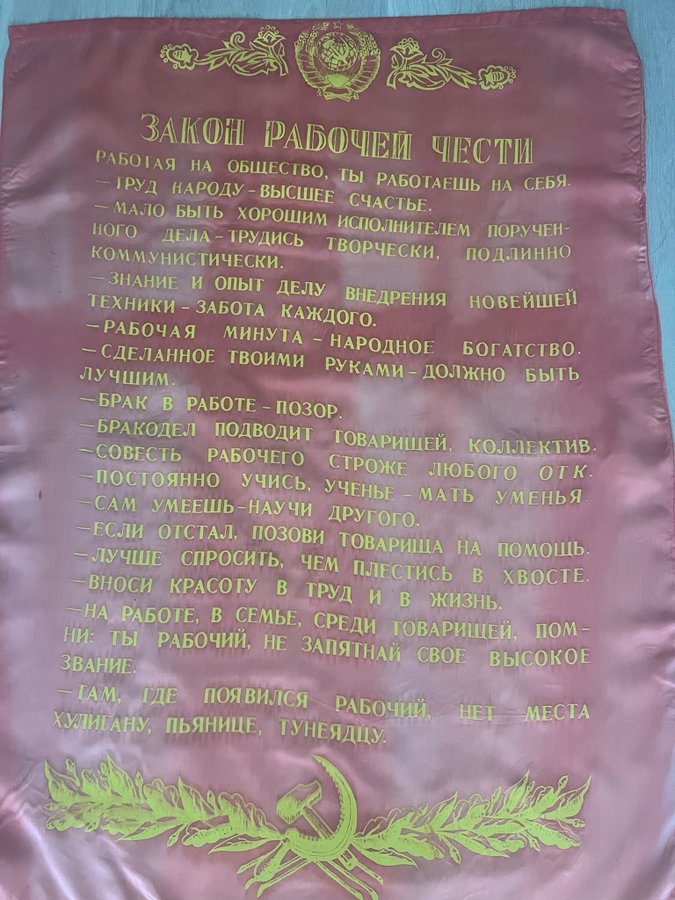 ЗАКОН РАБОЧЕЙ ЧЕСТИ
РАБОТАЯ НА ОБЩЕСТВО, ТЫ РАБОТАЕШЬ НА СЕБЯ.
— ТРУД НАРОДУ – ВЫСШЕЕ СЧАСТЬЕ.
— МАЛО БЫТЬ ХОРОШИМ ИСПОЛНИТЕЛЕМ ПОРУЧЕН-
НОГО ДЕЛА – ТРУДИСЬ ТВОРЧЕСКИ, ПОДЛИННО
КОММУНИСТИЧЕСКИ.
— ЗНАНИЕ И ОПЫТ ДЕЛУ ВНЕДРЕНИЯ НОВЕЙШЕЙ
ТЕХНИКИ – ЗАБОТА КАЖДОГО.
— РАБОЧАЯ МИНУТА – НАРОДНОЕ БОГАТСТВО.
— СДЕЛАННОЕ ТВОИМИ РУКАМИ – ДОЛЖНО БЫТЬ
ЛУЧШИМ.
— БРАК В РАБОТЕ – ПОЗОР.
— БРАКОДЕЛ ПОДВОДИТ ТОВАРИЩЕЙ, КОЛЛЕКТИВ.
— СОВЕСТЬ РАБОЧЕГО СТРОЖЕ ЛЮБОГО ОТК.
— ПОСТОЯННО УЧИСЬ, УЧЕНЬЕ – МАТЬ УМЕНЬЯ.
— САМ УМЕЕШЬ – НАУЧИ ДРУГОГО.
— ЕСЛИ ОТСТАЛ, ПОЗОВИ ТОВАРИЩА НА ПОМОЩЬ.
— ЛУЧШЕ СПРОСИТЬ, ЧЕМ ПЛЕСТИСЬ В ХВОСТЕ.
— ВНОСИ КРАСОТУ В ТРУД И В ЖИЗНЬ.
— НА РАБОТЕ, В СЕМЬЕ, СРЕДИ ТОВАРИЩЕЙ, ПОМ-
НИ: ТЫ РАБОЧИЙ, НЕ ЗАПЯТНАЙ СВОЕ ВЫСОКОЕ
ЗВАНИЕ.
— ТАМ, ГДЕ ПОЯВИЛСЯ РАБОЧИЙ, НЕТ МЕСТА
ХУЛИГАНУ, ПЬЯНИЦЕ, ТУНЕЯДЦУ.